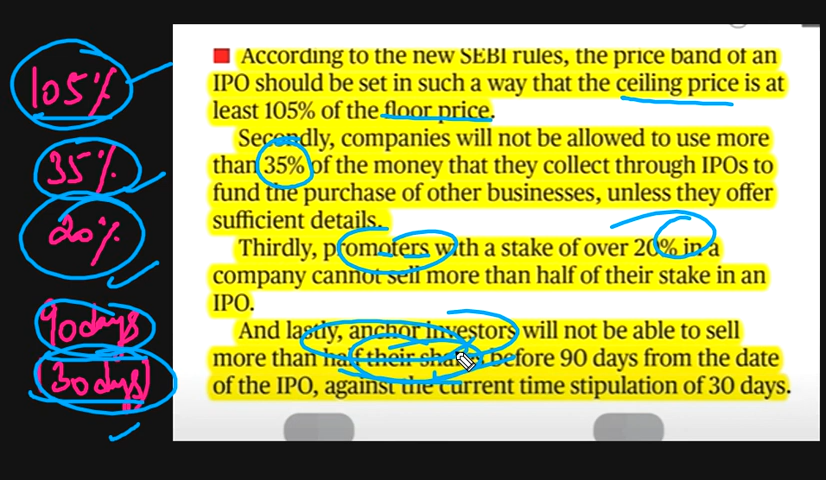 105%
35%
20%
90 days
(30 days)
According to the new SEBI rules, the price band of an
IPO should be set in such a way that the ceiling price is at
least 105% of the floor price.
Secondly, companies will not be allowed to use more
than 35% of the money that they collect through IPOs to
fund the purchase of other businesses, unless they offer
sufficient details.
Thirdly, promoters with a stake of over 20% in a
company cannot sell more than half of their stake in an
IPO.
And lastly, anchor investors will not be able to sell
more than half their shares before 90 days from the date
of the IPO, against the current time stipulation of 30 days.